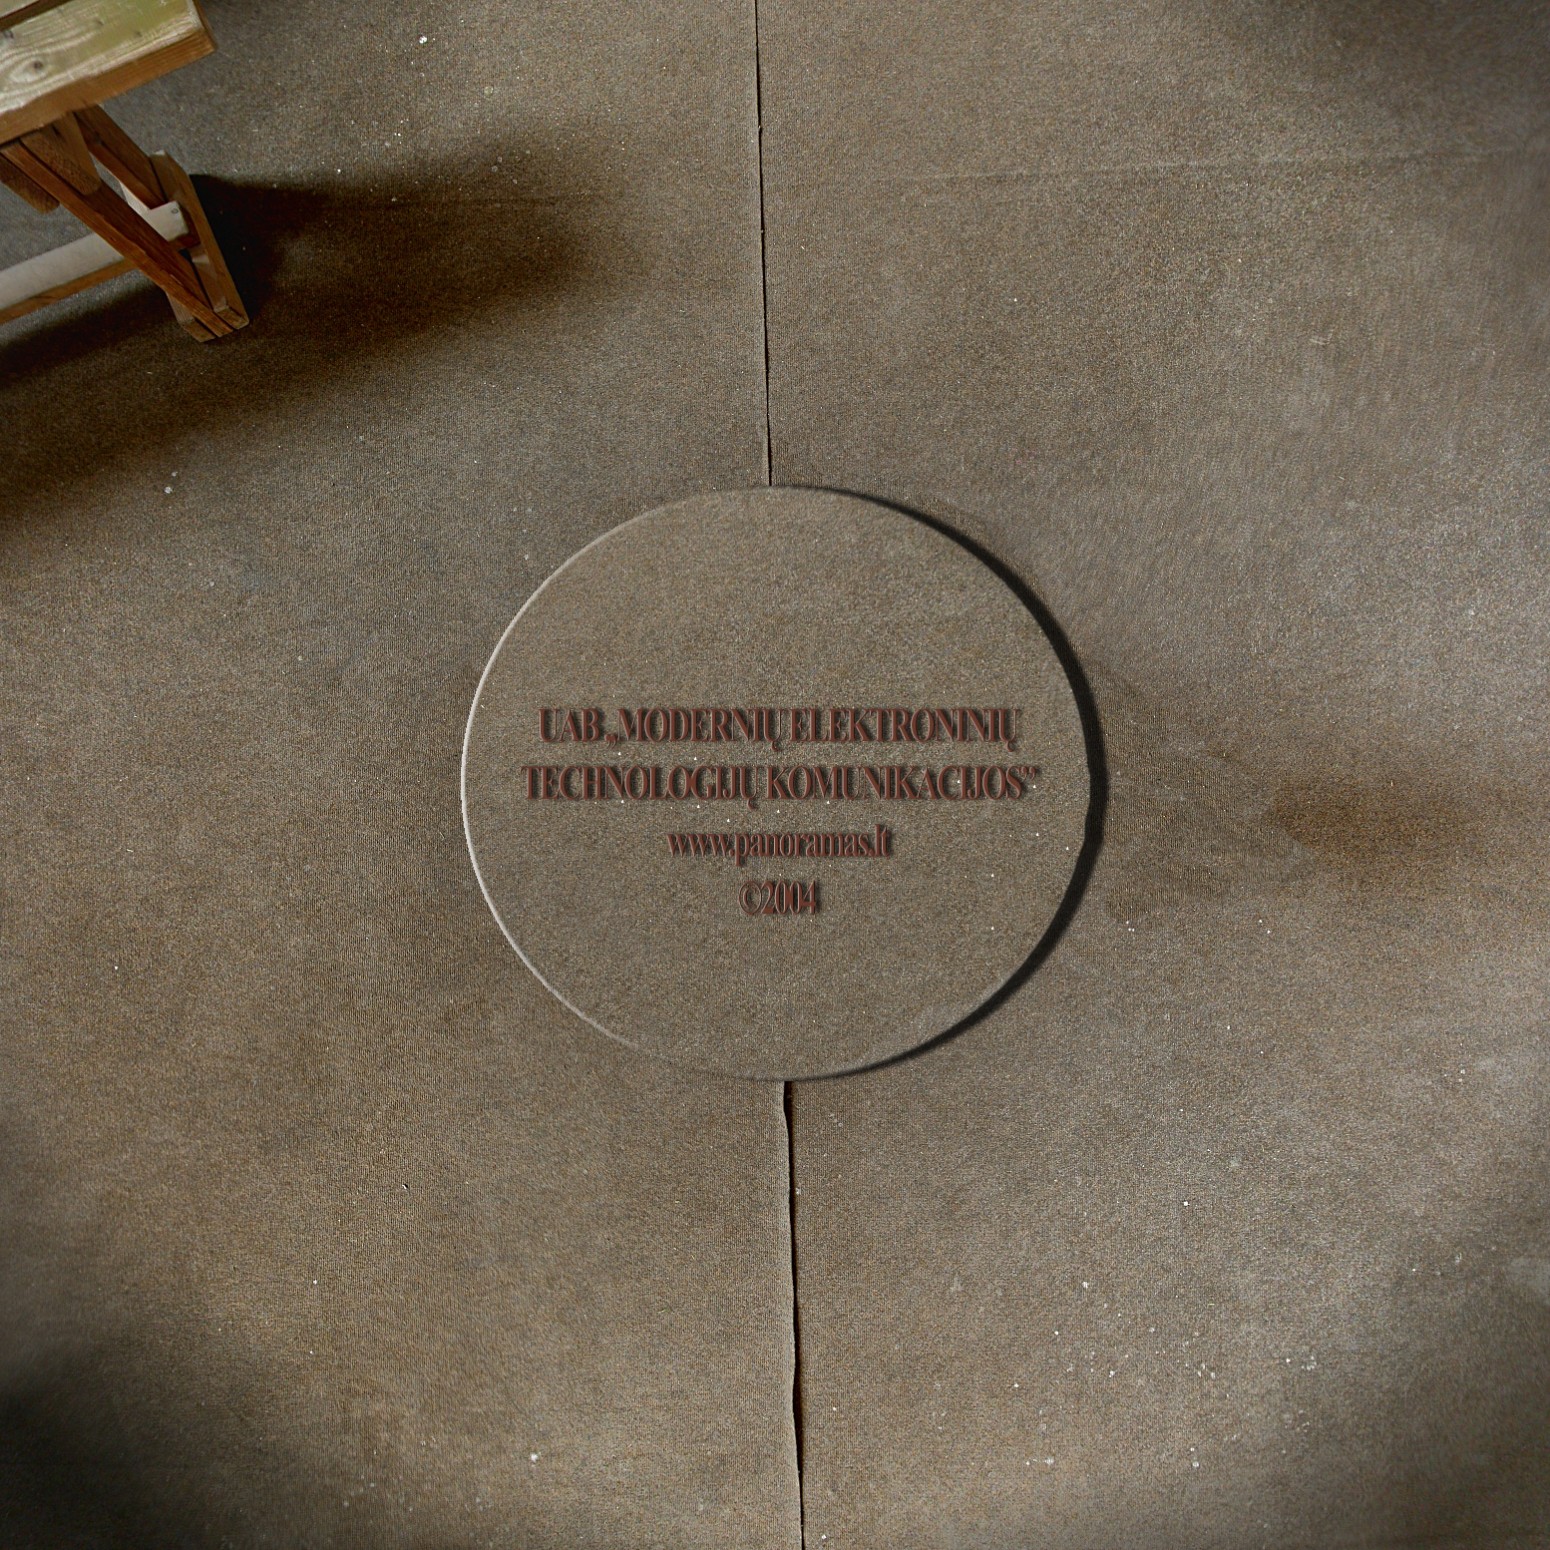 UAB „MODERNIŲ ELEKTRONINIŲ
TECHNOLOGIJŲ KOMUNIKACIJOS”
www.panoramas.lt
©2004